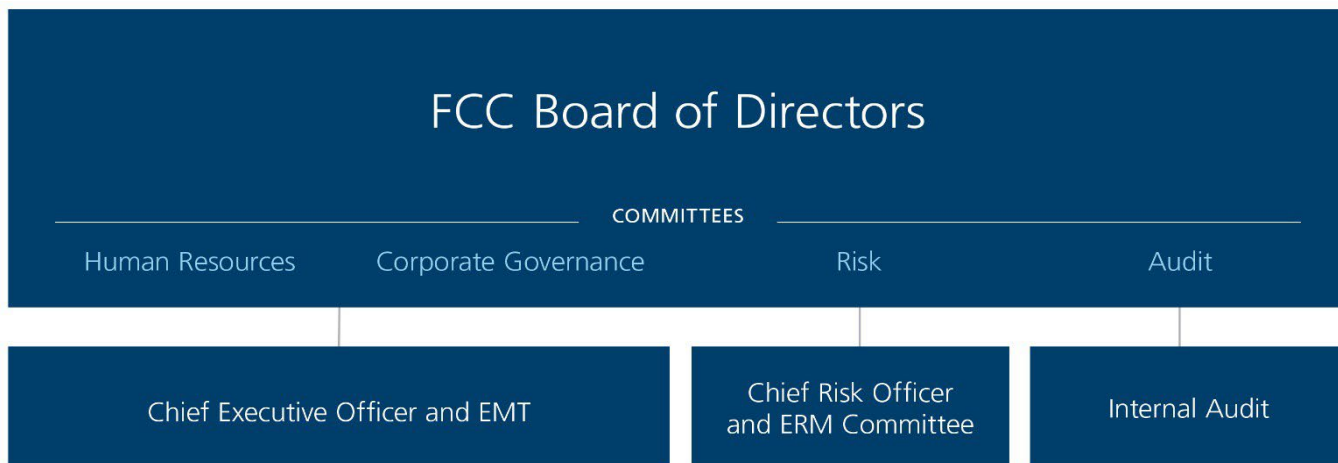 FCC Board of Directors
COMMITTEES
Human Resources Corporate Governance Risk Audit
Chief Executive Officer and EMT
Chief Risk Officer
and ERM Committee
Internal Audit